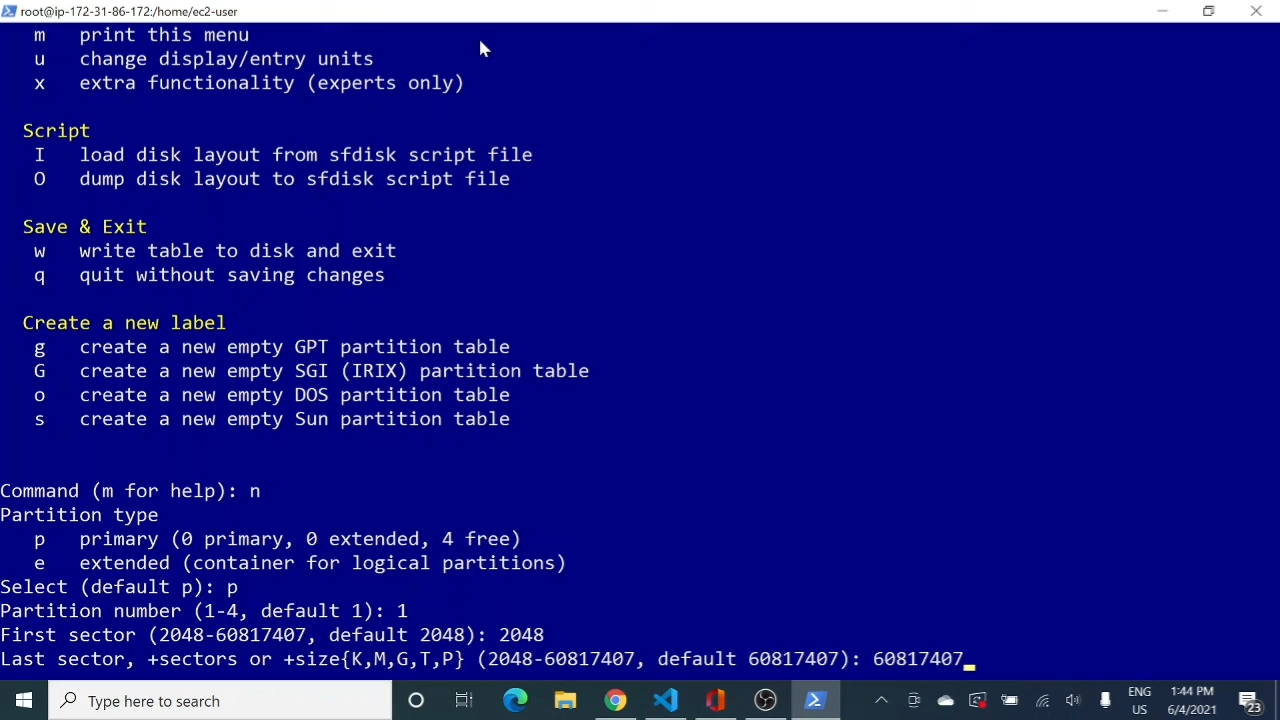 root@ip-172-31-86-172:/home/ec2-user
m print this menu
u change display/entry units
x extra functionality (experts only)
Script
I load disk layout from sfdisk script file
O dump disk layout to sfdisk script file
Save & Exit
w write table to disk and exit
q quit without saving changes
Create a new label
g create a new empty GPT partition table
G create a new empty SGI (IRIX) partition table
o create a new empty DOS partition table
s create a new empty Sun partition table
Command (m for help): n
Partition type
p primary (0 primary, 0 extended, 4 free)
e extended (container for logical partitions)
Select (default p): p
Partition number (1-4, default 1): 1
First sector (2048-60817407, default 2048): 2048
Last sector, +sectors or +size{K,M,G,T,P} (2048-60817407, default 60817407): 60817407
Type here to search
ENG
US
1:44 PM
6/4/2021
23